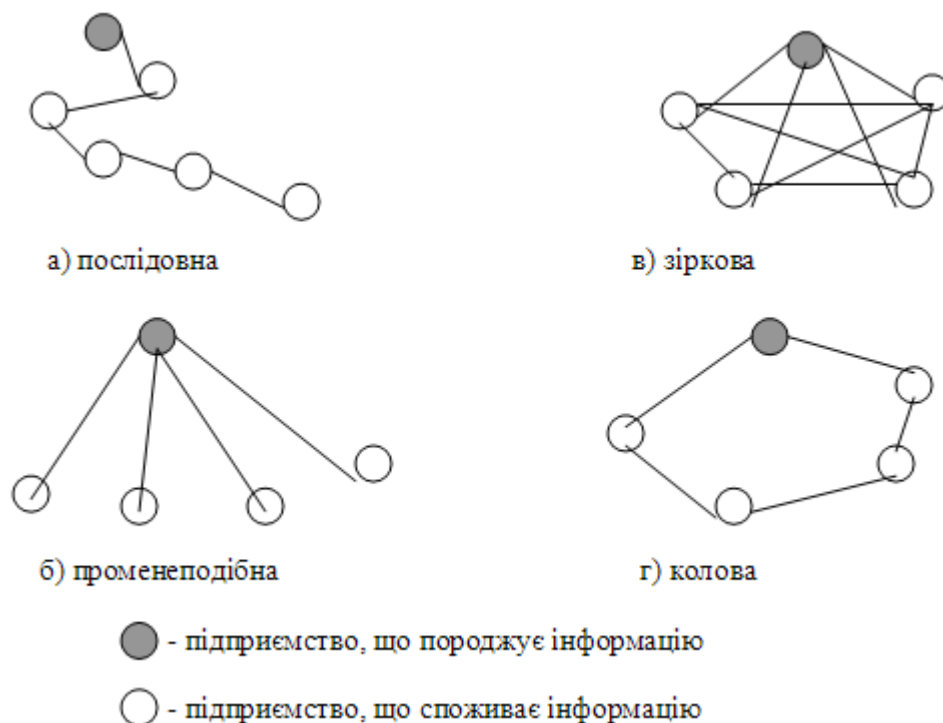 а) послідовна
в) зіркова
б) променеподібна
г) колова
- підприємство, що породжує інформацію
- підприємство, що споживає інформацію